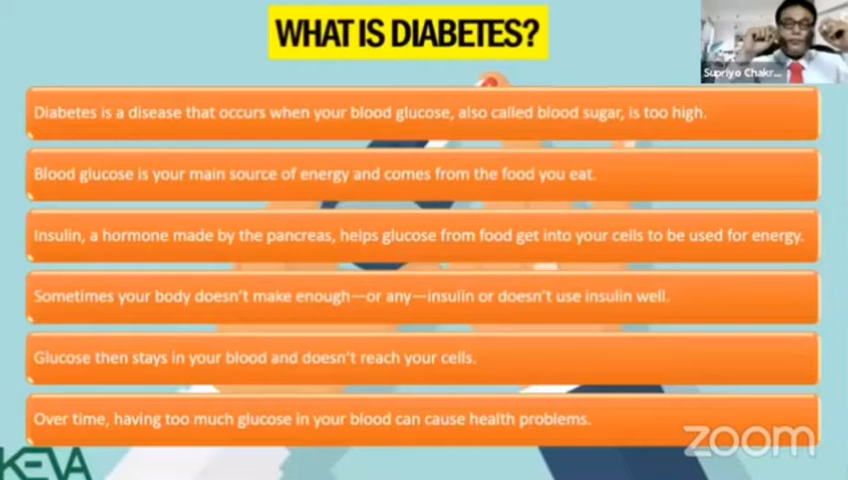 WHAT IS DIABETES?
Supriyo Chakr...
Diabetes is a disease that occurs when your blood glucose, also called blood sugar, is too high.
Blood glucose is your main source of energy and comes from the food you eat.
Insulin, a hormone made by the pancreas, helps glucose from food get into your cells to be used for energy.
Sometimes your body doesn't make enough—or any—insulin or doesn't use insulin well.
Glucose then stays in your blood and doesn't reach your cells.
Over time, having too much glucose in your blood can cause health problems.
zoom
KEVA